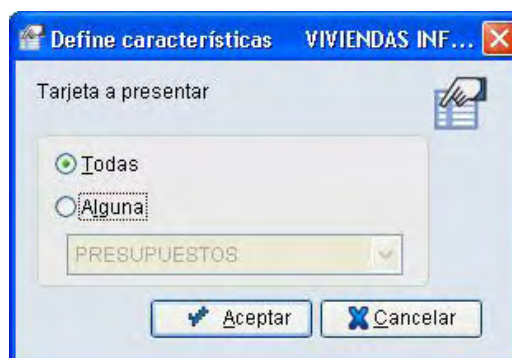 Define características VIVIENDAS INF...
Tarjeta a presentar
Todas
Alguna
PRESUPUESTOS
Aceptar Cancelar